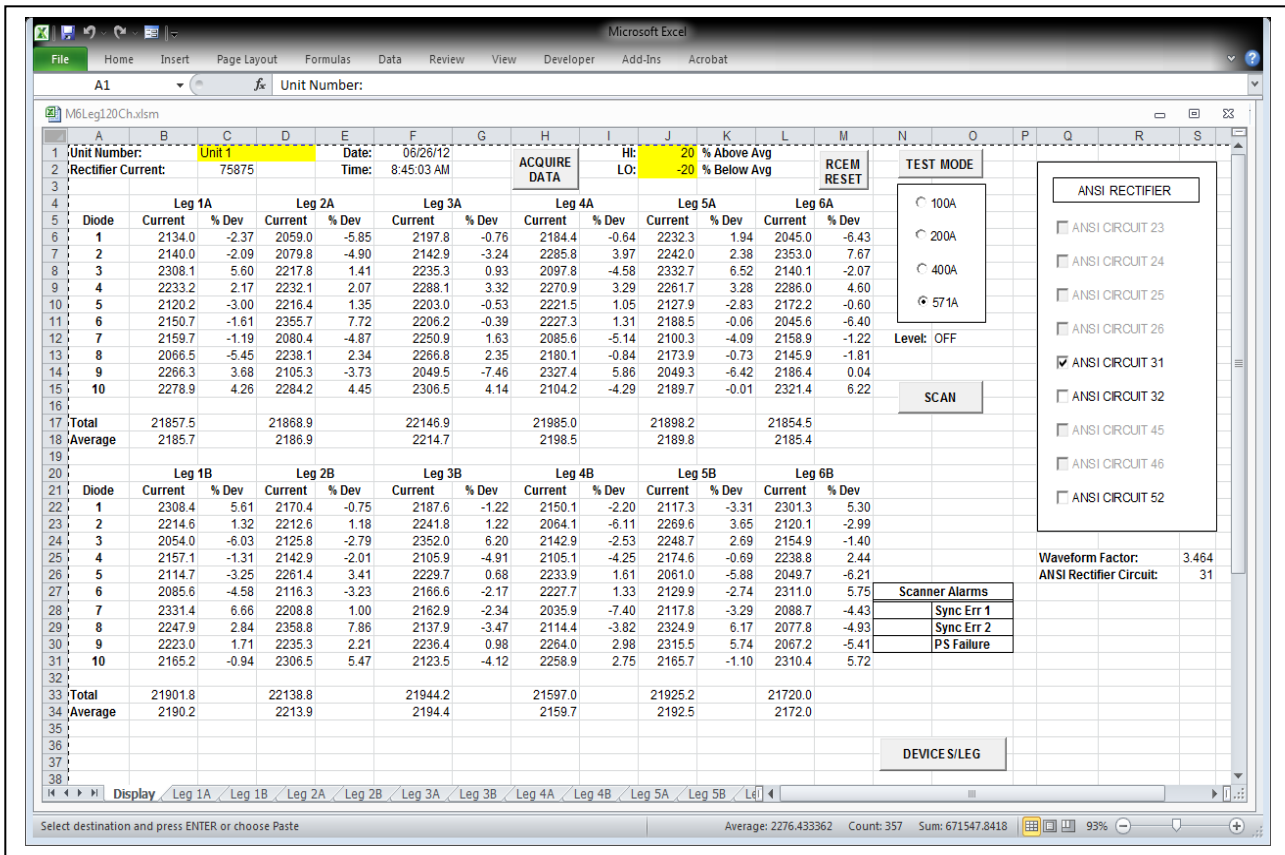 Microsoft Excel
File Home Insert Page Layout Formulas Data Review View Developer Add-Ins Acrobat
A1 fx Unit Number:
M6Leg120Ch.xlsm
A B C D E F G H I J K L M N O P Q R S
1 Unit Number: Unit 1 Date: 06/26/12 ACQUIRE DATA HI: 20 % Above Avg RCEM RESET TEST MODE
2 Rectifier Current: 75875 Time: 8:45:03 AM LO: -20 % Below Avg
3 ANSI RECTIFIER
4 Leg 1A Leg 2A Leg 3A Leg 4A Leg 5A Leg 6A 100A
5 Diode Current % Dev Current % Dev Current % Dev Current % Dev Current % Dev Current % Dev
6 1 2134.0 -2.37 2059.0 -5.85 2197.8 -0.76 2184.4 -0.64 2232.3 1.94 2045.0 -6.43 200A ANSI CIRCUIT 23
7 2 2140.0 -2.09 2079.8 -4.90 2142.9 -3.24 2285.8 3.97 2242.0 2.38 2353.0 7.67
8 3 2308.1 5.60 2217.8 1.41 2235.3 0.93 2097.8 -4.58 2332.7 6.52 2140.1 -2.07 400A ANSI CIRCUIT 24
9 4 2233.2 2.17 2232.1 2.07 2288.1 3.32 2270.9 3.29 2261.7 3.28 2286.0 4.60
10 5 2120.2 -3.00 2216.4 1.35 2203.0 -0.53 2221.5 1.05 2127.9 -2.83 2172.2 -0.60 571A ANSI CIRCUIT 25
11 6 2150.7 -1.61 2355.7 7.72 2206.2 -0.39 2227.3 1.31 2188.5 -0.06 2045.6 -6.40
12 7 2159.7 -1.19 2080.4 -4.87 2250.9 1.63 2085.6 -5.14 2100.3 -4.09 2158.9 -1.22 Level: OFF ANSI CIRCUIT 26
13 8 2066.5 -5.45 2238.1 2.34 2266.8 2.35 2180.1 -0.84 2173.9 -0.73 2145.9 -1.81
14 9 2266.3 3.68 2105.3 -3.73 2049.5 -7.46 2327.4 5.86 2049.3 -6.42 2186.4 0.04 ANSI CIRCUIT 31
15 10 2278.9 4.26 2284.2 4.45 2306.5 4.14 2104.2 -4.29 2189.7 -0.01 2321.4 6.22
16 SCAN ANSI CIRCUIT 32
17 Total 21857.5 21868.9 22146.9 21985.0 21898.2 21854.5
18 Average 2185.7 2186.9 2214.7 2198.5 2189.8 2185.4 ANSI CIRCUIT 45
19
20 Leg 1B Leg 2B Leg 3B Leg 4B Leg 5B Leg 6B ANSI CIRCUIT 46
21 Diode Current % Dev Current % Dev Current % Dev Current % Dev Current % Dev Current % Dev
22 1 2308.4 5.61 2170.4 -0.75 2187.6 -1.22 2150.1 -2.20 2117.3 -3.31 2301.3 5.30 ANSI CIRCUIT 52
23 2 2214.6 1.32 2212.6 1.18 2241.8 1.22 2064.1 -6.11 2269.6 3.65 2120.1 -2.99
24 3 2054.0 -6.03 2125.8 -2.79 2352.0 6.20 2142.9 -2.53 2248.7 2.69 2154.9 -1.40
25 4 2157.1 -1.31 2142.9 -2.01 2105.9 -4.91 2105.1 -4.25 2174.6 -0.69 2238.8 2.44 Waveform Factor: 3.464
26 5 2114.7 -3.25 2261.4 3.41 2229.7 0.68 2233.9 1.61 2061.0 -5.88 2049.7 -6.21 ANSI Rectifier Circuit: 31
27 6 2085.6 -4.58 2116.3 -3.23 2166.6 -2.17 2227.7 1.33 2129.9 -2.74 2311.0 5.75 Scanner Alarms
28 7 2331.4 6.66 2208.8 1.00 2162.9 -2.34 2035.9 -7.40 2117.8 -3.29 2088.7 -4.43 Sync Err 1
29 8 2247.9 2.84 2358.8 7.86 2137.9 -3.47 2114.4 -3.82 2324.9 6.17 2077.8 -4.93 Sync Err 2
30 9 2223.0 1.71 2235.3 2.21 2236.4 0.98 2264.0 2.98 2315.5 5.74 2067.2 -5.41 PS Failure
31 10 2165.2 -0.94 2306.5 5.47 2123.5 -4.12 2258.9 2.75 2165.7 -1.10 2310.4 5.72
32
33 Total 21901.8 22138.8 21944.2 21597.0 21925.2 21720.0
34 Average 2190.2 2213.9 2194.4 2159.7 2192.5 2172.0
35
36 DEVICES/LEG
37
38
Display Leg 1A Leg 1B Leg 2A Leg 2B Leg 3A Leg 3B Leg 4A Leg 4B Leg 5A Leg 5B
Select destination and press ENTER or choose Paste Average: 2276.433362 Count: 357 Sum: 671547.8418 93%